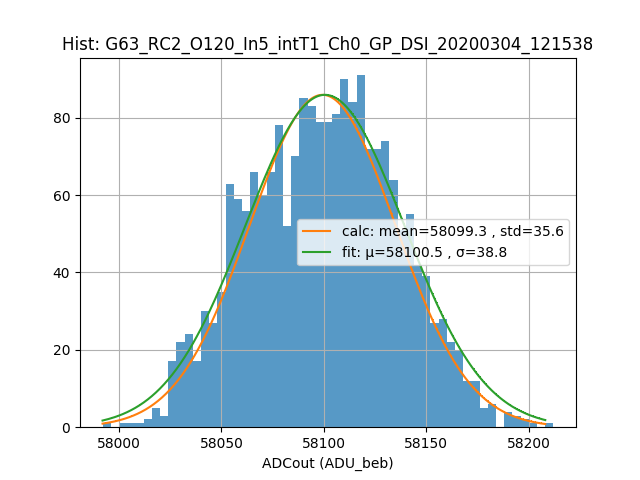 Hist: G63_RC2_O120_In5_intT1_Ch0_GP_DSI_20200304_121538
80
60
40
20
0
calc: mean=58099.3 , std=35.6
fit: μ=58100.5 , σ=38.8
58000 58050 58100 58150 58200
ADCout (ADU_beb)